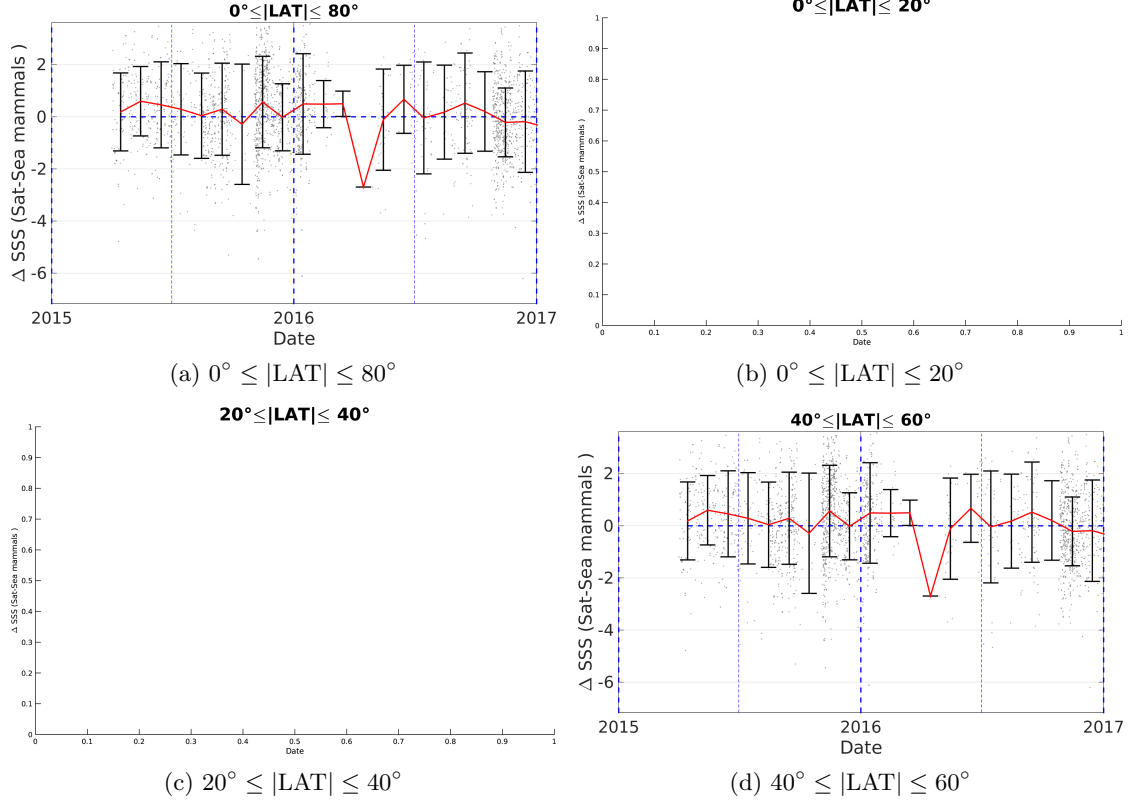 0°≤|LAT|≤ 80°
Δ SSS (Sat-Sea mammals )
2
0
-2
-4
-6
2015
2016
2017
Date
(a) 0° ≤ |LAT| ≤ 80°
0°≤|LAT|≤ 20°
Δ SSS (Sat-Sea mammals )
1
0.9
0.8
0.7
0.6
0.5
0.4
0.3
0.2
0.1
0
0 0.1 0.2 0.3 0.4 0.5 0.6 0.7 0.8 0.9 1
Date
(b) 0° ≤ |LAT| ≤ 20°
20°≤|LAT|≤ 40°
Δ SSS (Sat-Sea mammals )
1
0.9
0.8
0.7
0.6
0.5
0.4
0.3
0.2
0.1
0
0 0.1 0.2 0.3 0.4 0.5 0.6 0.7 0.8 0.9 1
Date
(c) 20° ≤ |LAT| ≤ 40°
40°≤|LAT|≤ 60°
Δ SSS (Sat-Sea mammals )
2
0
-2
-4
-6
2015
2016
2017
Date
(d) 40° ≤ |LAT| ≤ 60°